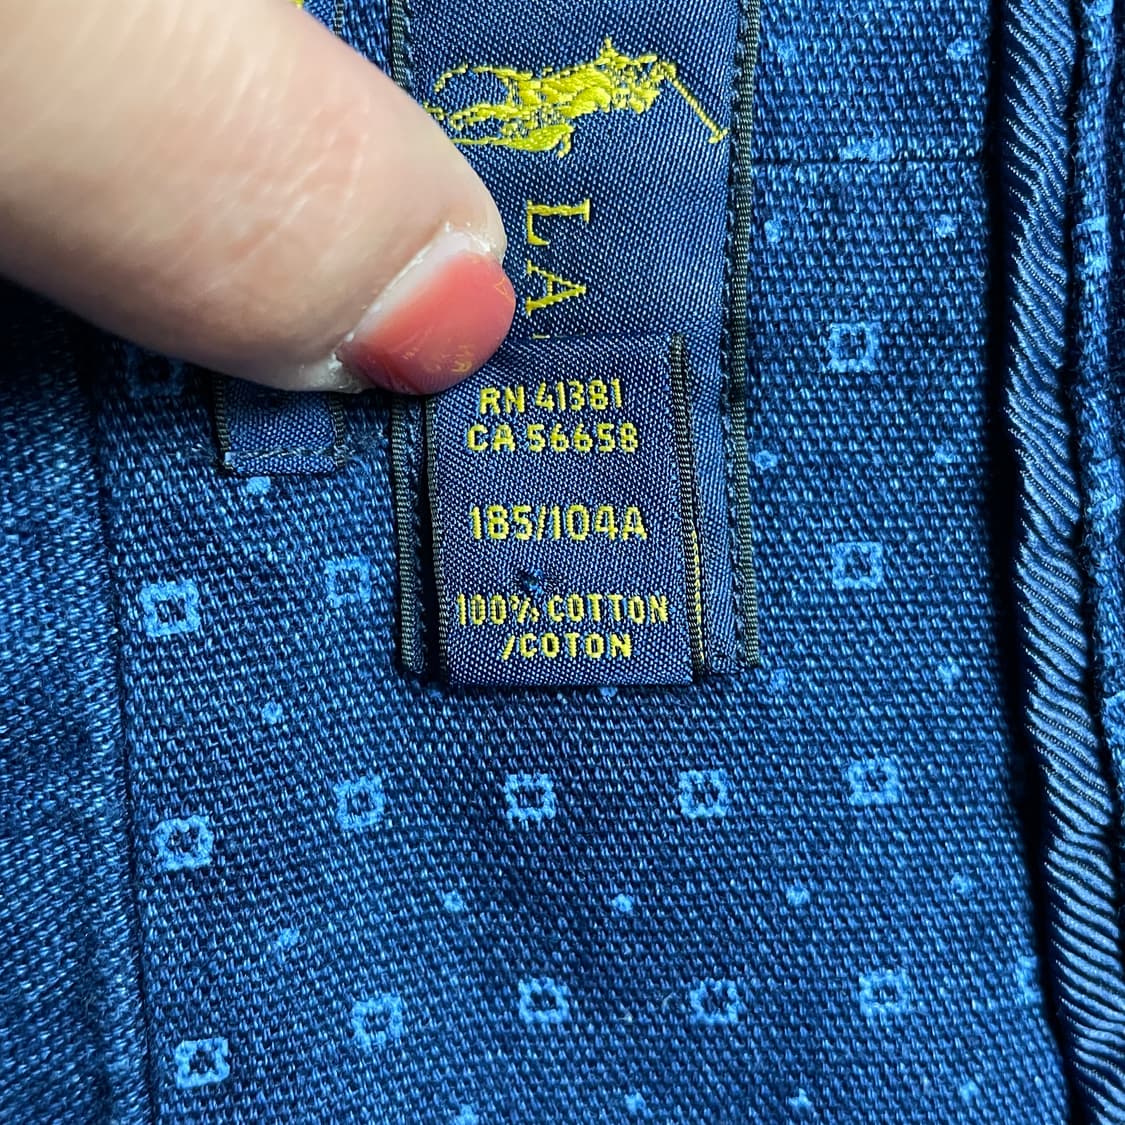 LA
RN 41381
CA 56658
185/104A
100% COTTON
/COTON